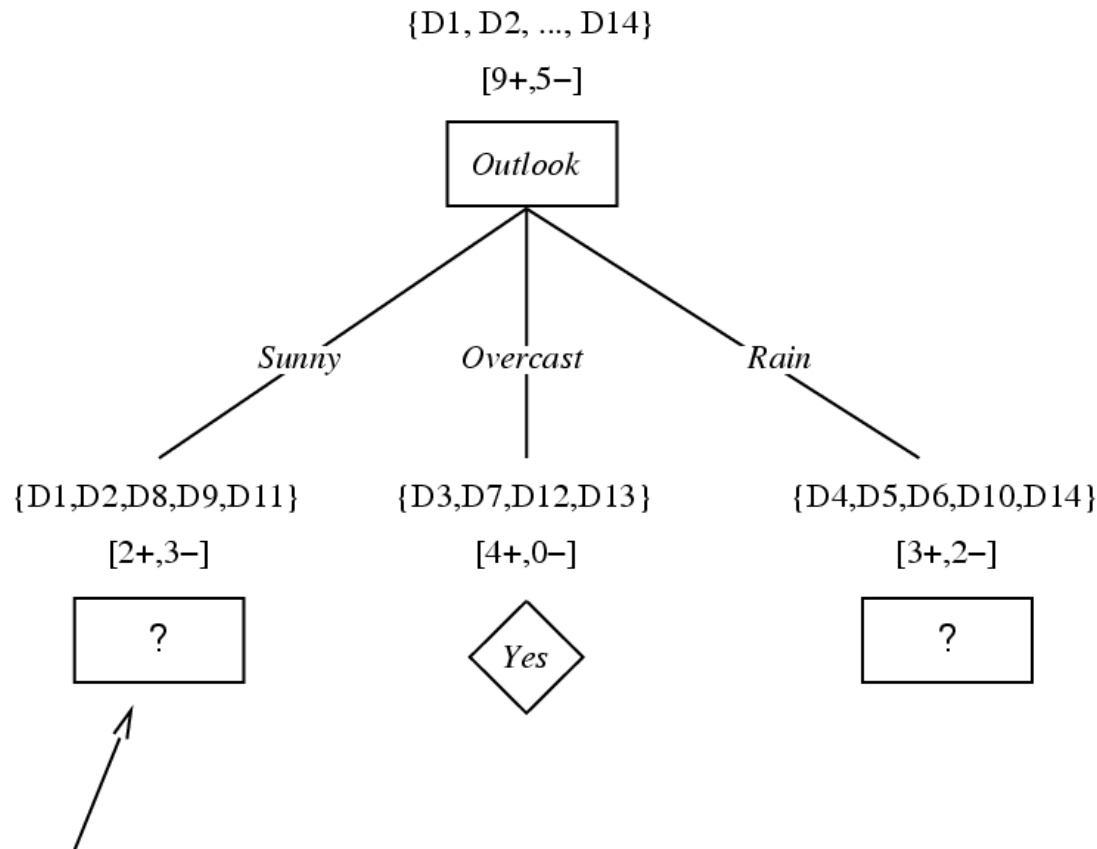 {D1, D2, ..., D14}
[9+,5−]
Outlook
Sunny
Overcast
Rain
{D1,D2,D8,D9,D11}
{D3,D7,D12,D13}
{D4,D5,D6,D10,D14}
[2+,3−]
[4+,0−]
[3+,2−]
?
Yes
?